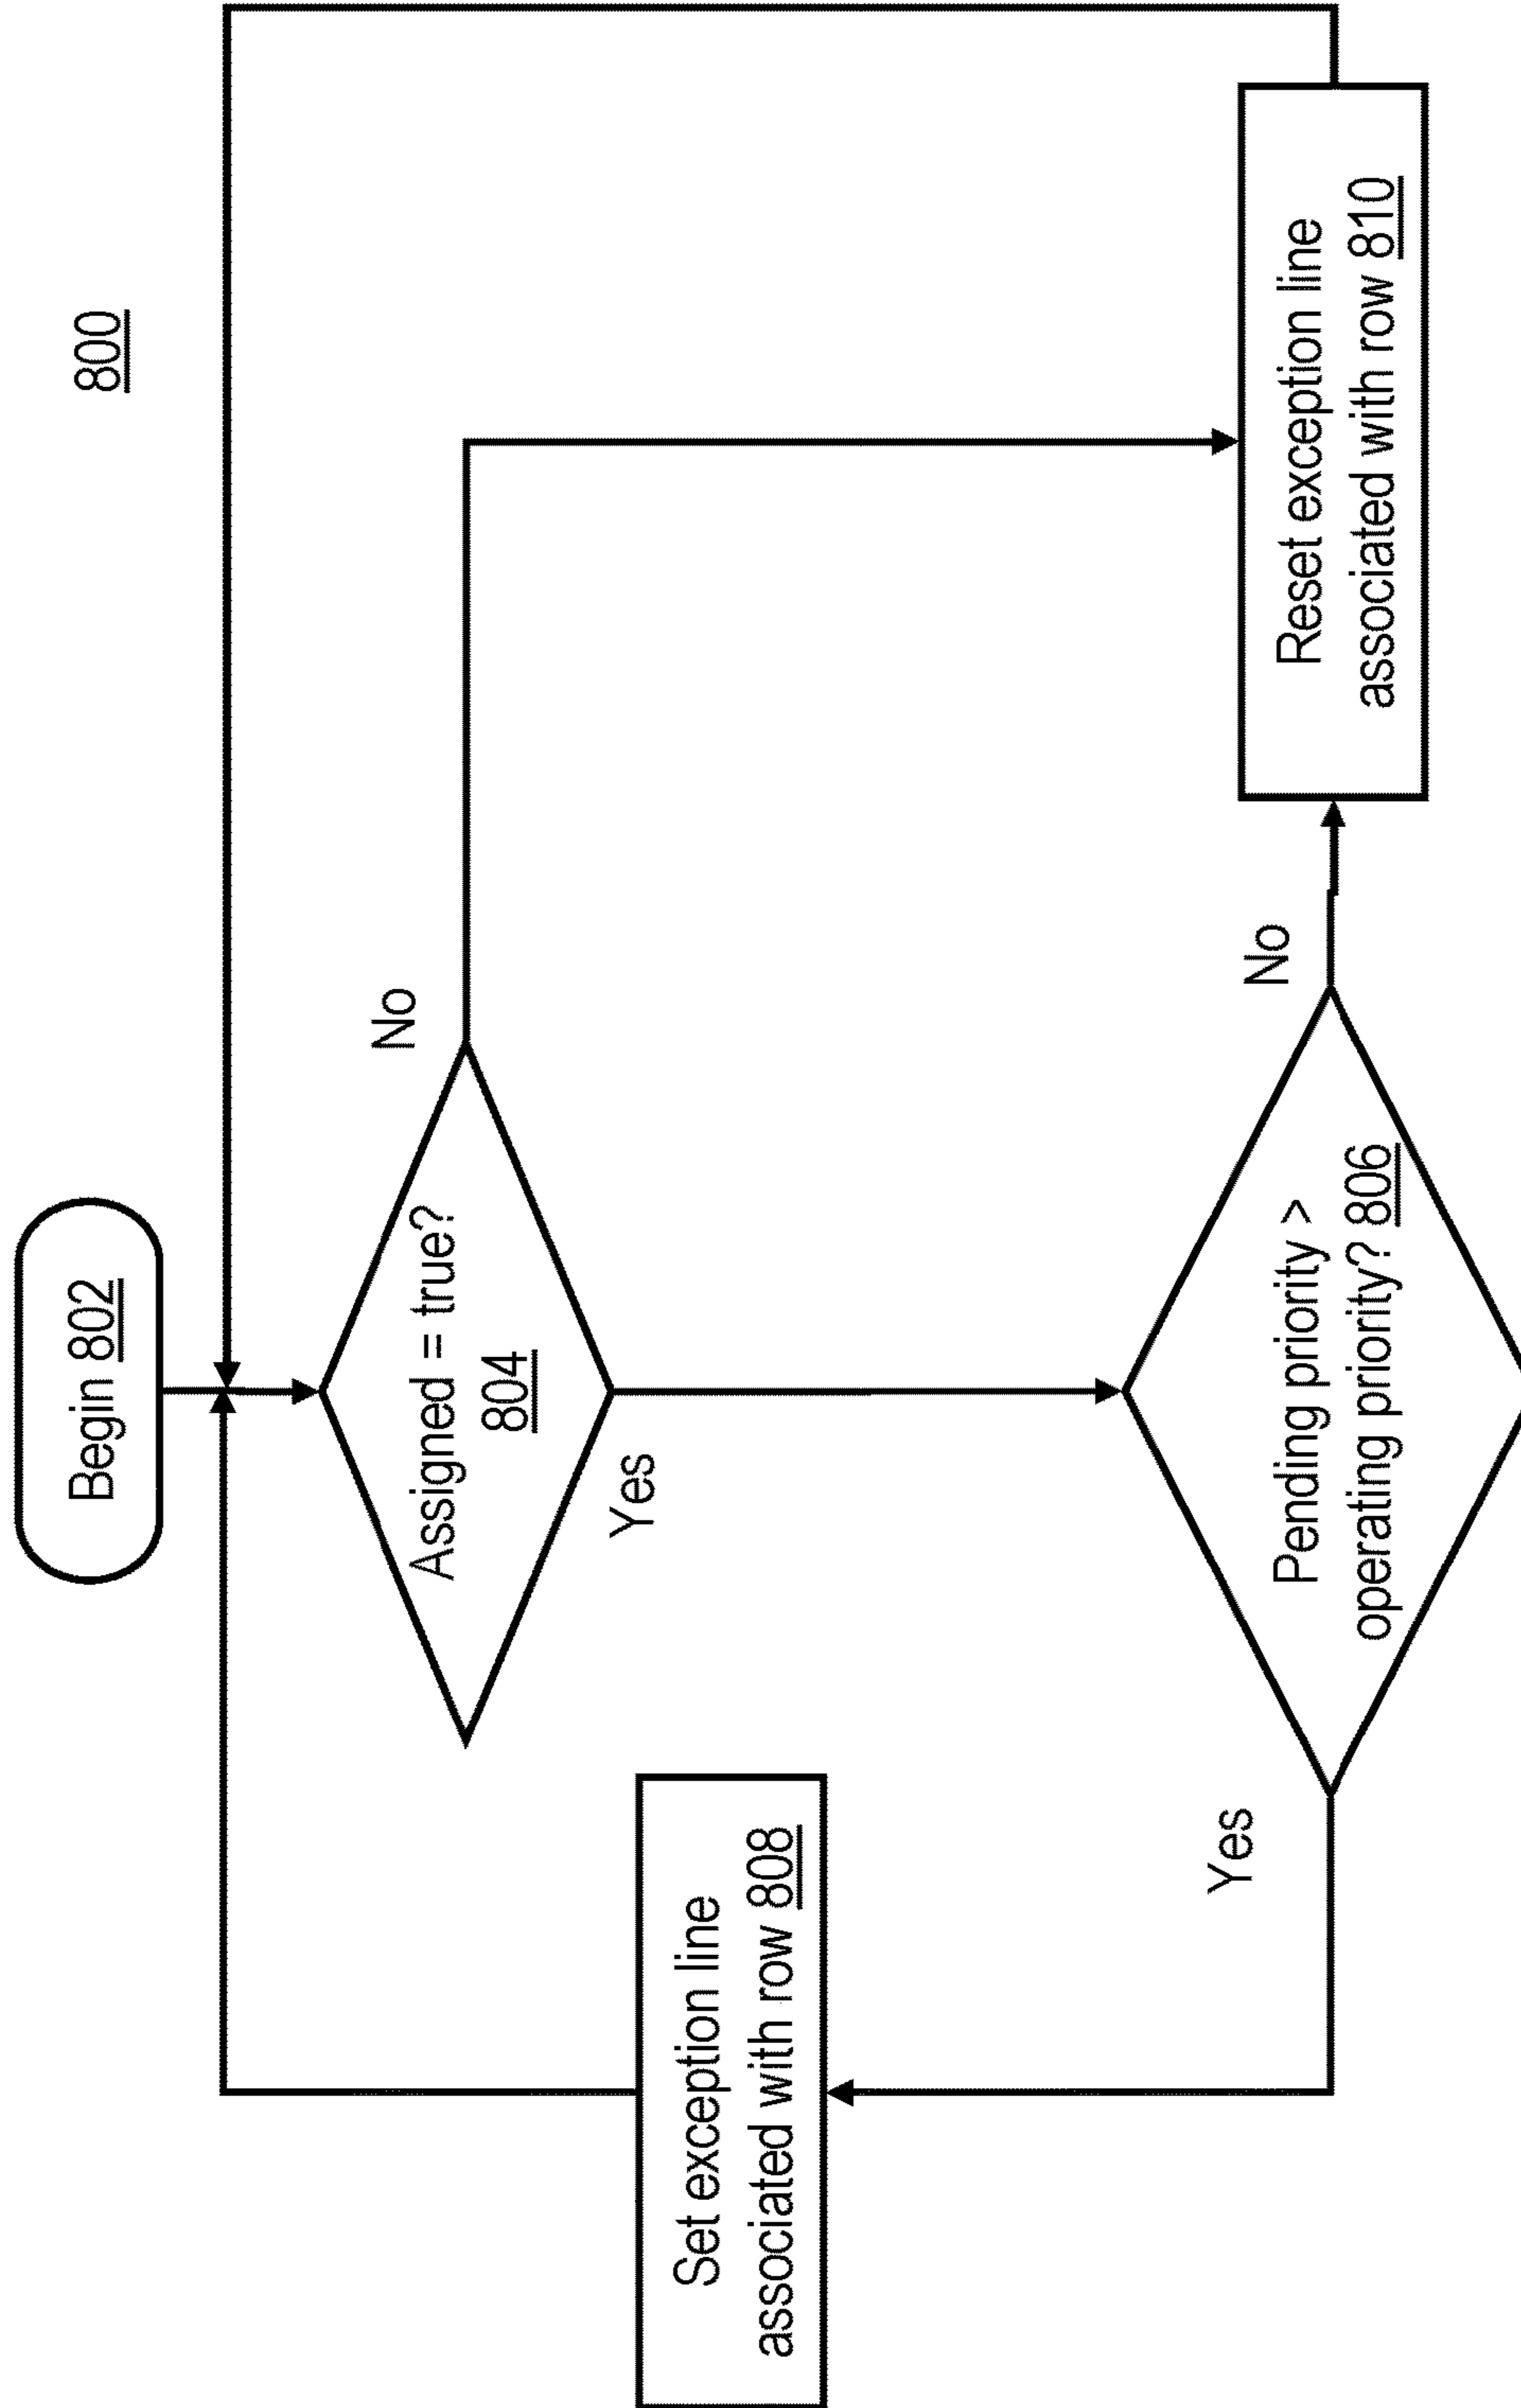 800
Begin 802
Assigned = true?
804
No
Yes
Pending priority >
operating priority? 806
Yes
No
Set exception line
associated with row 808
Reset exception line
associated with row 810